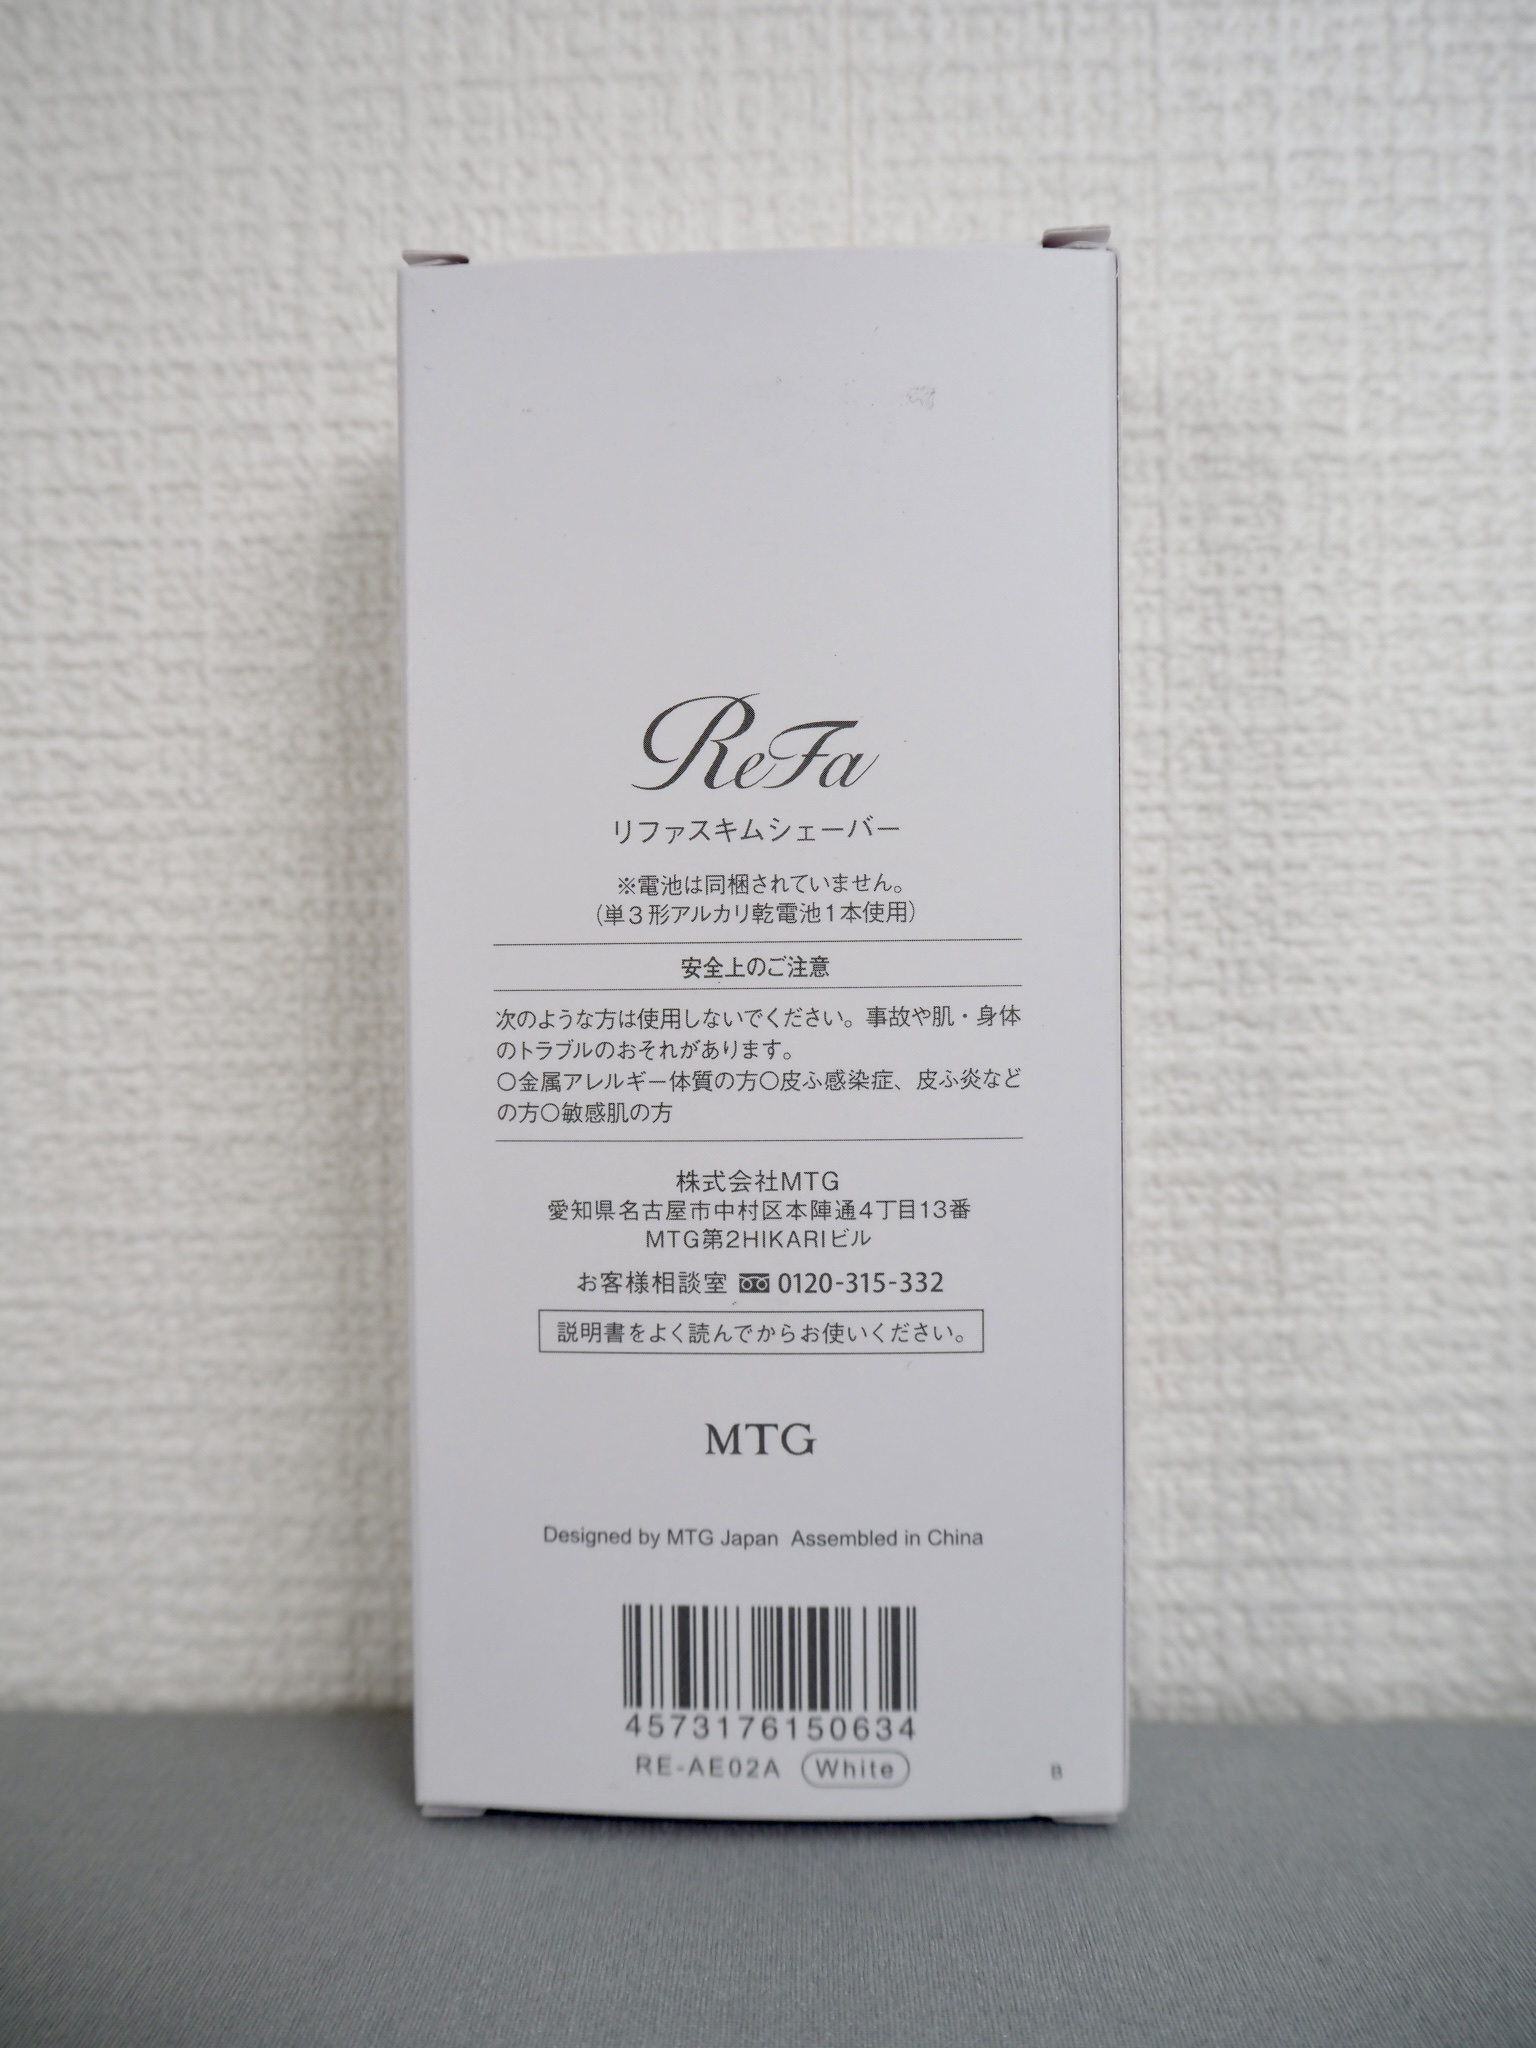 ReFa
リファスキムシェーバー
※電池は同梱されていません。
(単3形アルカリ乾電池1本使用)
安全上のご注意
次のような方は使用しないでください。事故や肌・身体
のトラブルのおそれがあります。
○金属アレルギー体質の方○皮ふ感染症、皮ふ炎など
の方○敏感肌の方
株式会社MTG
愛知県名古屋市中村区本陣通4丁目13番
MTG第2HIKARIビル
お客様相談室 0120-315-332
説明書をよく読んでからお使いください。
MTG
Designed by MTG Japan Assembled in China
4573176150634
RE-AE02A White
B